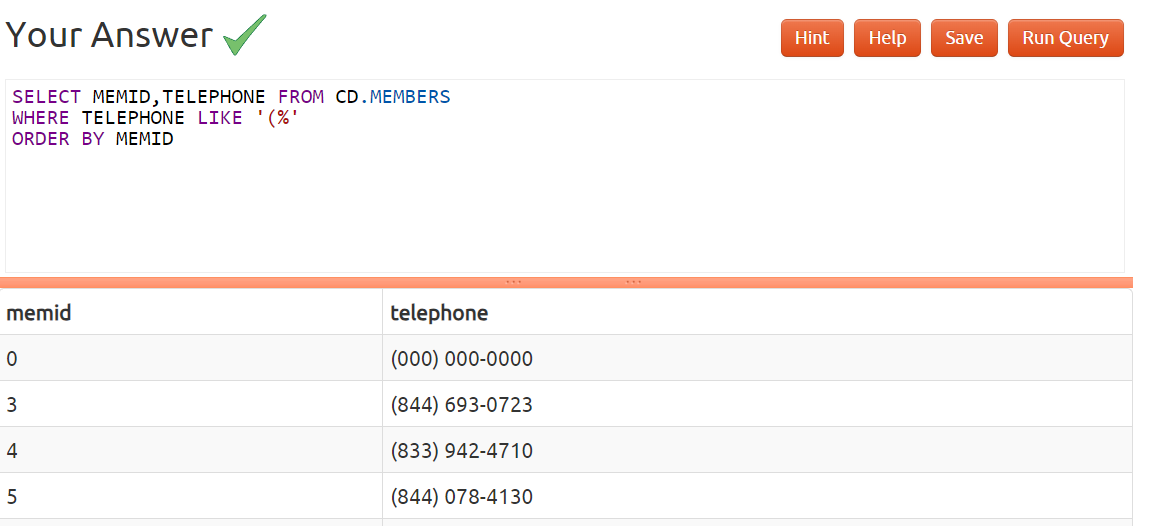 Your Answer
Hint Help Save Run Query
SELECT MEMID,TELEPHONE FROM CD.MEMBERS
WHERE TELEPHONE LIKE '(%'
ORDER BY MEMID
memid telephone
0 (000) 000-0000
3 (844) 693-0723
4 (833) 942-4710
5 (844) 078-4130